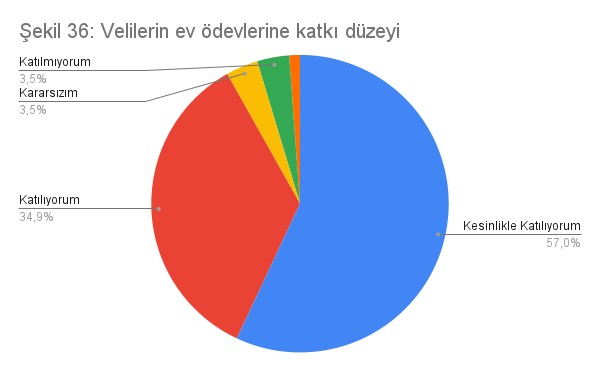 Şekil 36: Velilerin ev ödevlerine katkı düzeyi
Katılmıyorum
3,5%
Kararsızım
3,5%
Katılıyorum
34,9%
Kesinlikle Katılıyorum
57,0%